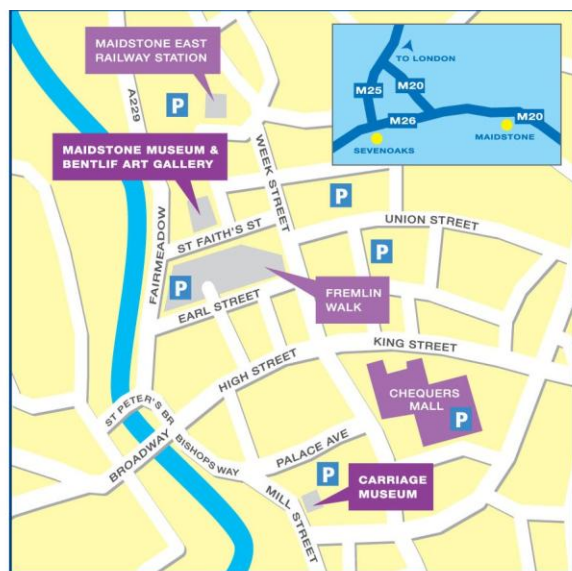 MAIDSTONE EAST
RAILWAY STATION
A229
P
MAIDSTONE MUSEUM &
BENTLIF ART GALLERY
WEEK STREET
TO LONDON
M25
M20
M26
M20
SEVENOAKS
MAIDSTONE
P
UNION STREET
ST FAITH'S ST
P
FAIRMEADOW
P
FREMLIN
WALK
EARL STREET
KING STREET
HIGH STREET
CHEQUERS
MALL
P
ST PETER'S BR
BROADWAY
BISHOPS WAY
PALACE AVE
P
MILL STREET
CARRIAGE
MUSEUM